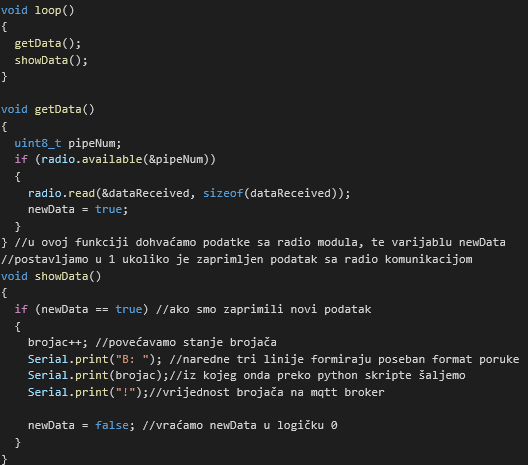 void loop()
{
  getData();
  showData();
}

void getData()
{
  uint8_t pipeNum;
  if (radio.available(&pipeNum))
  {
    radio.read(&dataReceived, sizeof(dataReceived));
    newData = true;
  }
} //u ovoj funkciji dohvaćamo podatke sa radio modula, te varijablu newData
//postavljamo u 1 ukoliko je zaprimljen podatak sa radio komunikacijom
void showData()
{
  if (newData == true) //ako smo zaprimili novi podatak
  {
    brojac++; //povećavamo stanje brojača
    Serial.print("B: "); //naredne tri linije formiraju poseban format poruke
    Serial.print(brojac);//iz kojeg onda preko python skripte šaljemo
    Serial.print("!");//vrijednost brojača na mqtt broker

    newData = false; //vraćamo newData u logičku 0
  }
}